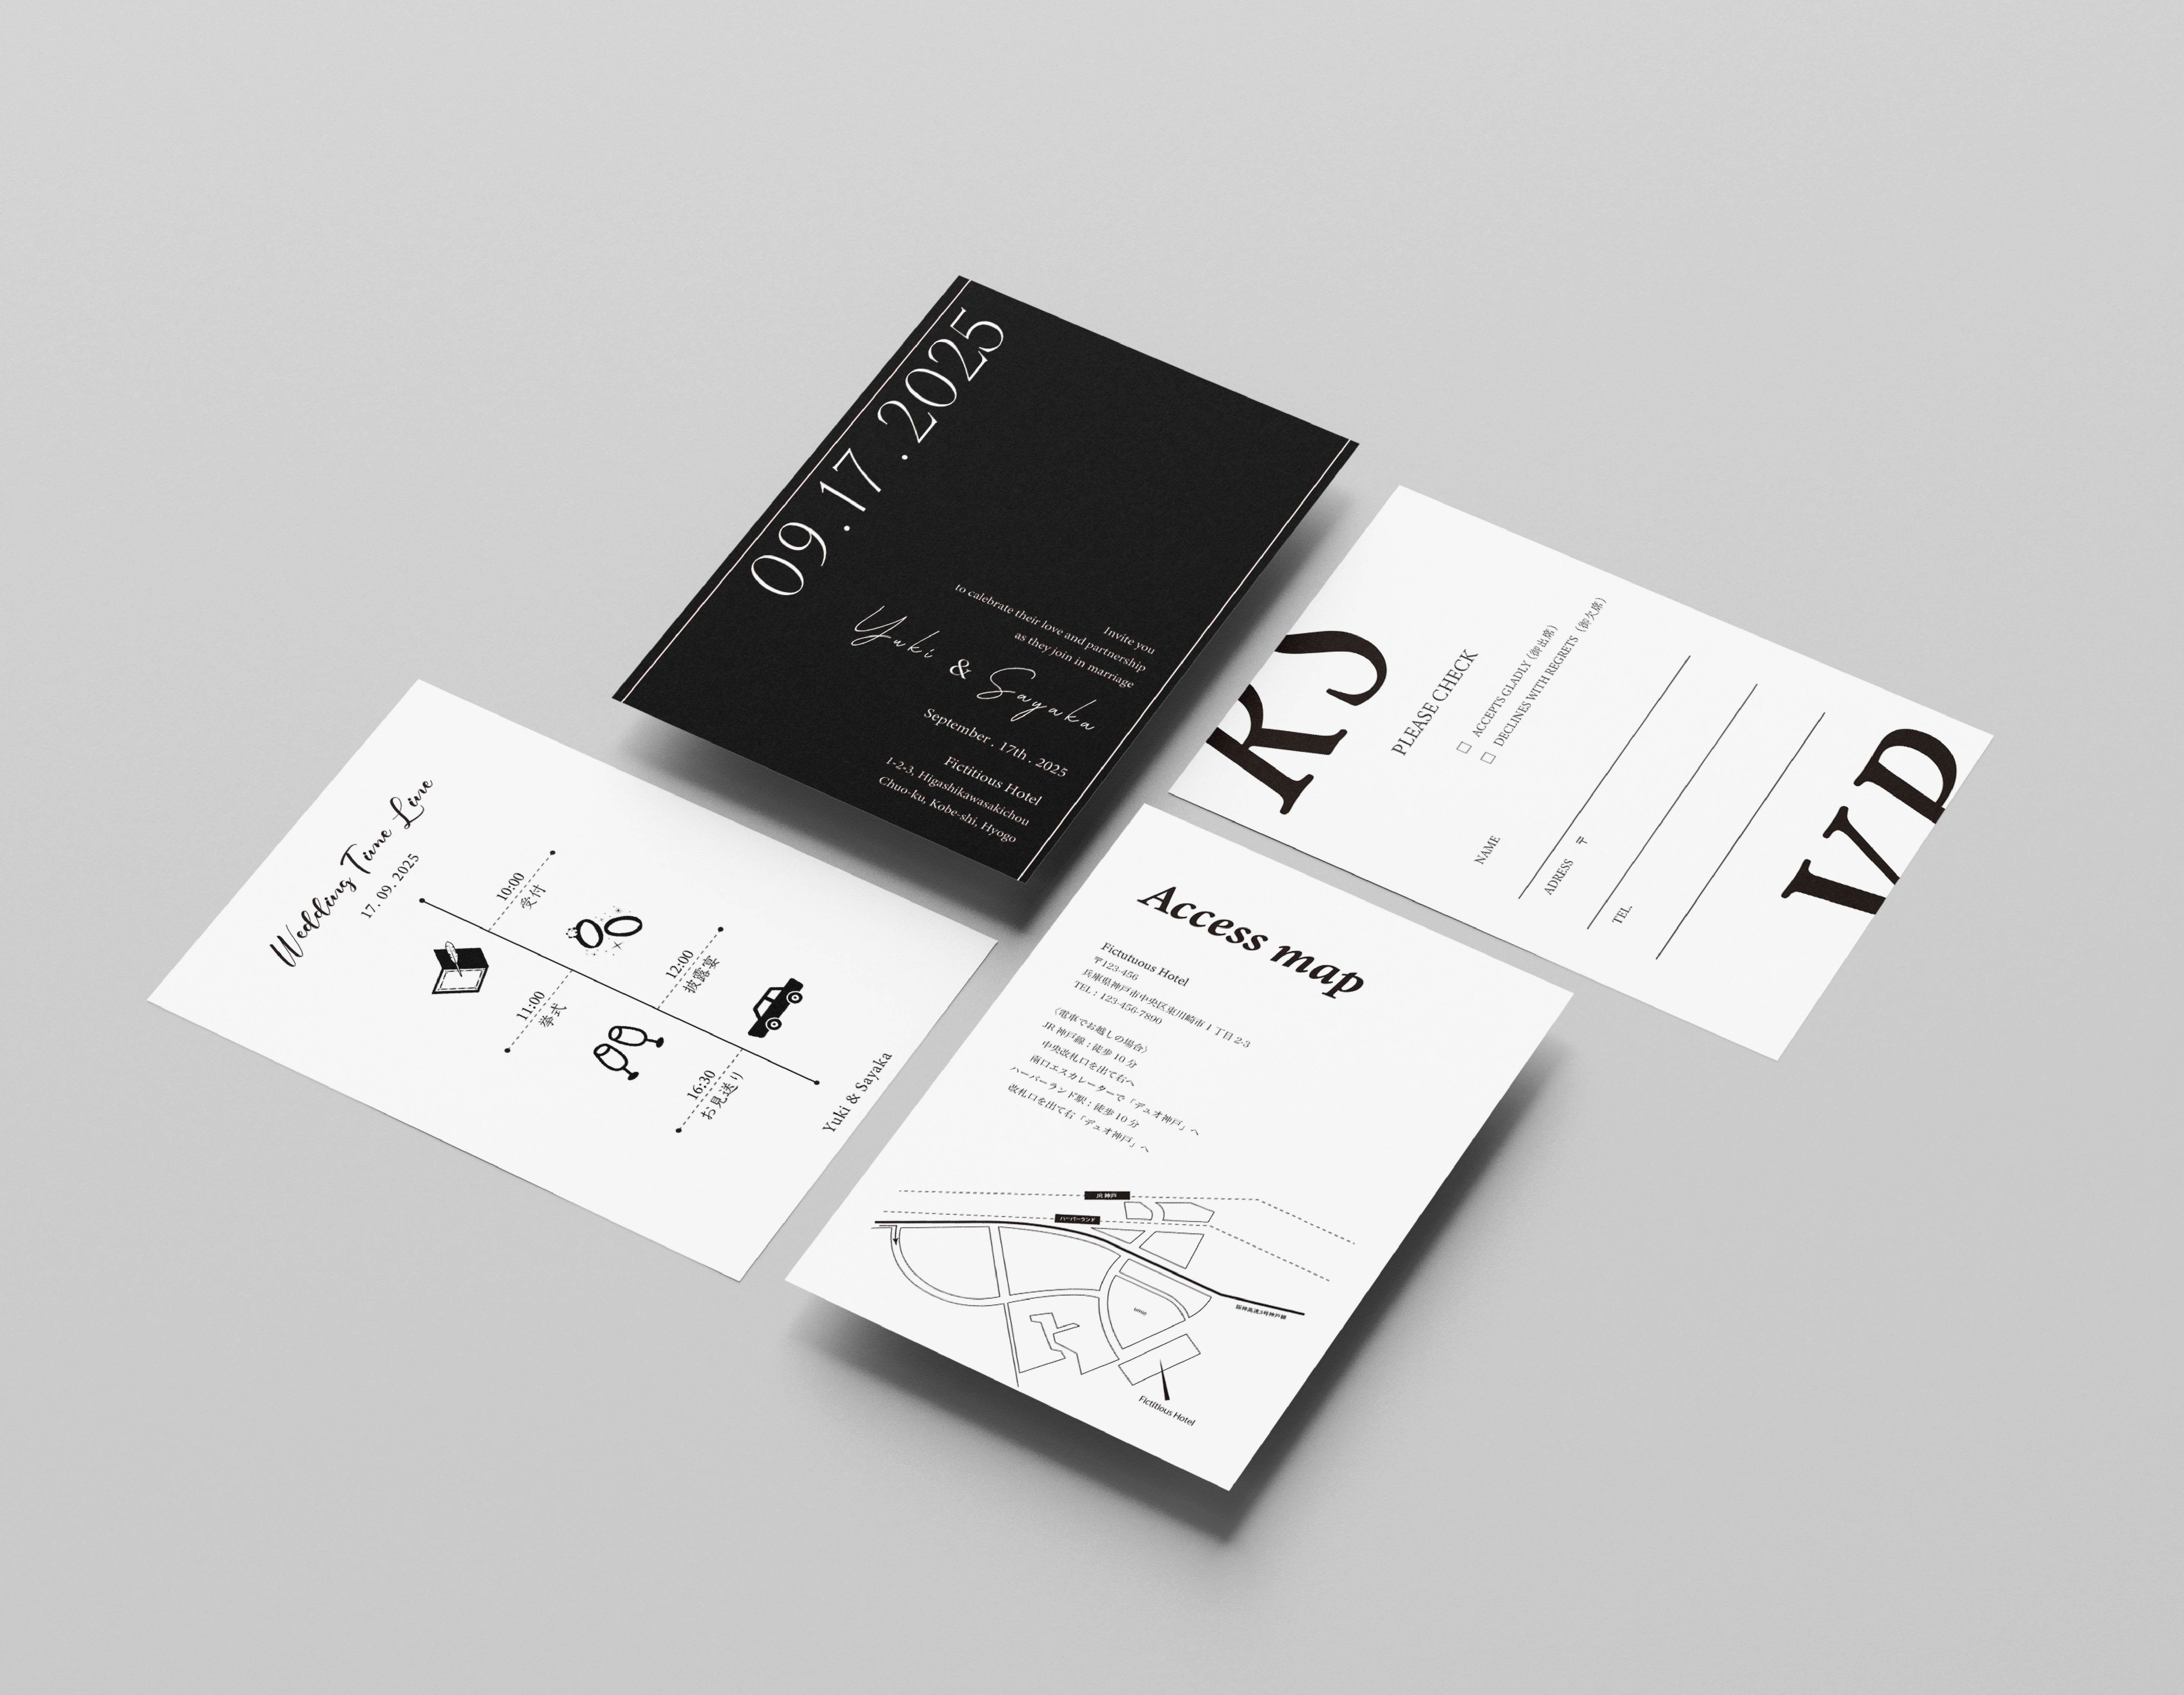 09.17.2025
Invite you
to celebrate their love and partnership
as they join in marriage
Yuki & Sayaka
September . 17th . 2025
Fictitious Hotel
1-2-3, Higashikawasakichou
Chuo-ku, Kobe-shi, Hyogo
RS
PLEASE CHECK
ACCEPTS GLADLY (御出席)
DECLINES WITH REGRETS (御欠席)
NAME
ADRESS 〒
TEL.
VP
Wedding Time Line
17. 09. 2025
10:00
受付
11:00
挙式
12:00
披露宴
16:30
お見送り
Yuki & Sayaka
Access map
Fictutuous Hotel
〒123-456
兵庫県神戸市中央区東川崎市 1 丁目 2-3
TEL : 123-456-7890
〈電車でお越しの場合〉
JR 神戸線 : 徒歩 10 分
中央改札口を出て右へ
南口エスカレーターで「デュオ神戸」へ
ハーバーランド駅 : 徒歩 10 分
改札口を出て右「デュオ神戸」へ
JR 神戸
ハーバーランド
阪神高速3号神戸線
umie
Fictitious Hotel